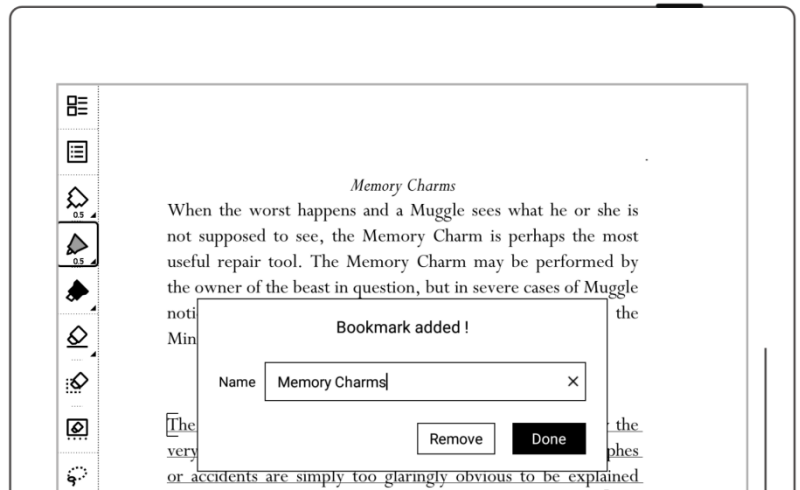 Memory Charms
When the worst happens and a Muggle sees what he or she is
not supposed to see, the Memory Charm is perhaps the most
useful repair tool. The Memory Charm may be performed by
the owner of the beast in question, but in severe cases of Muggle
noti the
Min
Bookmark added !
Name Memory Charms
Remove Done
The the
very phes
or accidents are simply too glaringly obvious to be explained
0.5
0.5